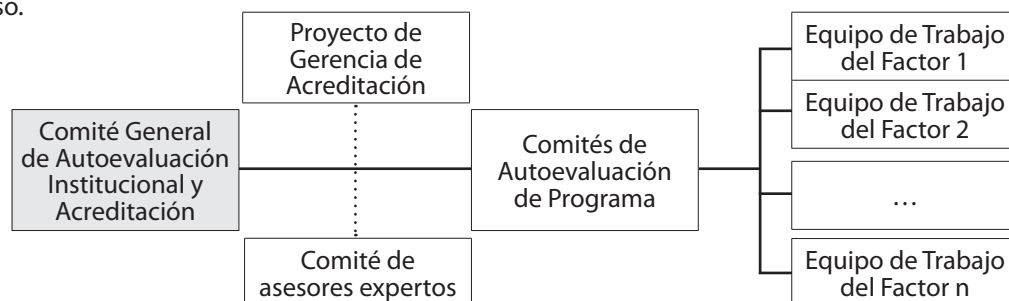 so.
Proyecto de
Gerencia de
Acreditación
Comité General
de Autoevaluación
Institucional y
Acreditación
Comité de
asesores expertos
Comités de
Autoevaluación
de Programa
Equipo de Trabajo
del Factor 1
Equipo de Trabajo
del Factor 2
...
Equipo de Trabajo
del Factor n